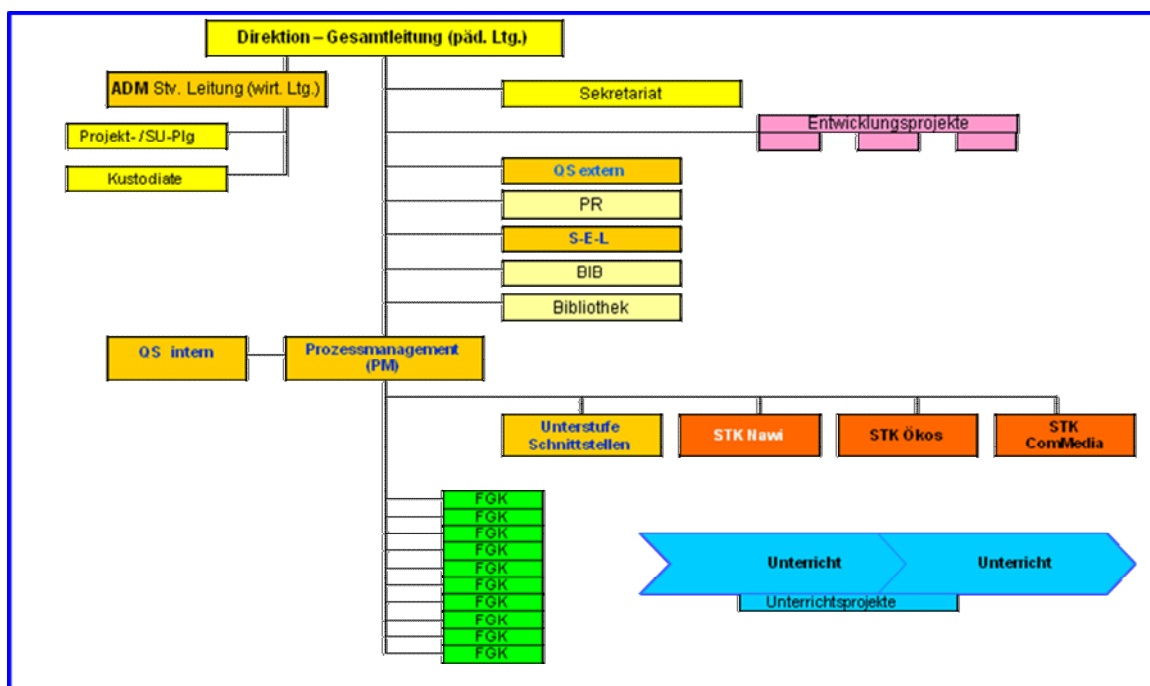 Direktion – Gesamtleitung (päd. Ltg.)
ADM Stv. Leitung (wirt. Ltg.)
Sekretariat
Projekt- /SU-Plg
Entwicklungsprojekte
Kustodiate
QS extern
PR
S-E-L
BIB
Bibliothek
QS intern
Prozessmanagement
(PM)
Unterstufe
Schnittstellen
STK Nawi
STK Ökos
STK
ComMedia
FGK
FGK
FGK
FGK
FGK
FGK
FGK
FGK
FGK
FGK
Unterricht
Unterricht
Unterrichtsprojekte